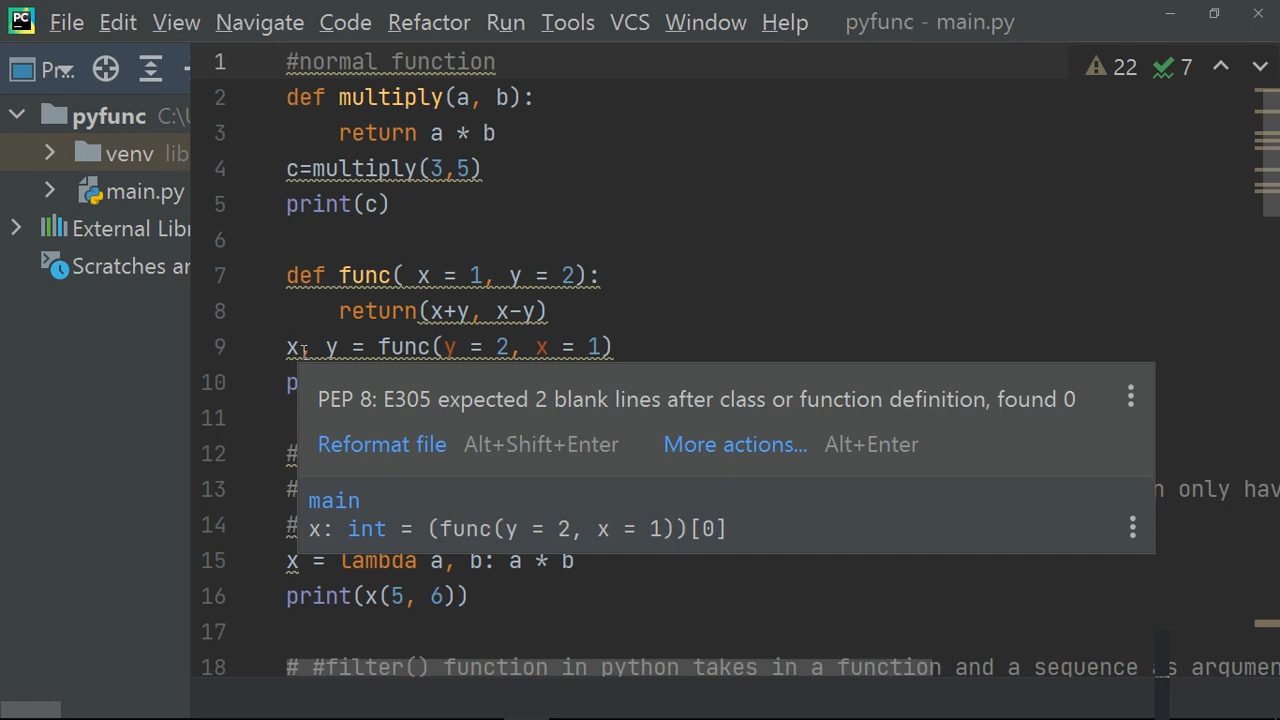 PC File Edit View Navigate Code Refactor Run Tools VCS Window Help pyfunc - main.py
Pr... 22 7
pyfunc C:\U
venv lib
main.py
External Libr
Scratches ar
1 #normal function
2 def multiply(a, b):
3 return a * b
4 c=multiply(3,5)
5 print(c)
6
7 def func( x = 1, y = 2):
8 return(x+y, x-y)
9 x, y = func(y = 2, x = 1)
10 p
PEP 8: E305 expected 2 blank lines after class or function definition, found 0
Reformat file Alt+Shift+Enter More actions... Alt+Enter
main
x: int = (func(y = 2, x = 1))[0]
11
12 #
13 # n only hav
14 #
15 x = lambda a, b: a * b
16 print(x(5, 6))
17
18 # #filter() function in python takes in a function and a sequence as argumen